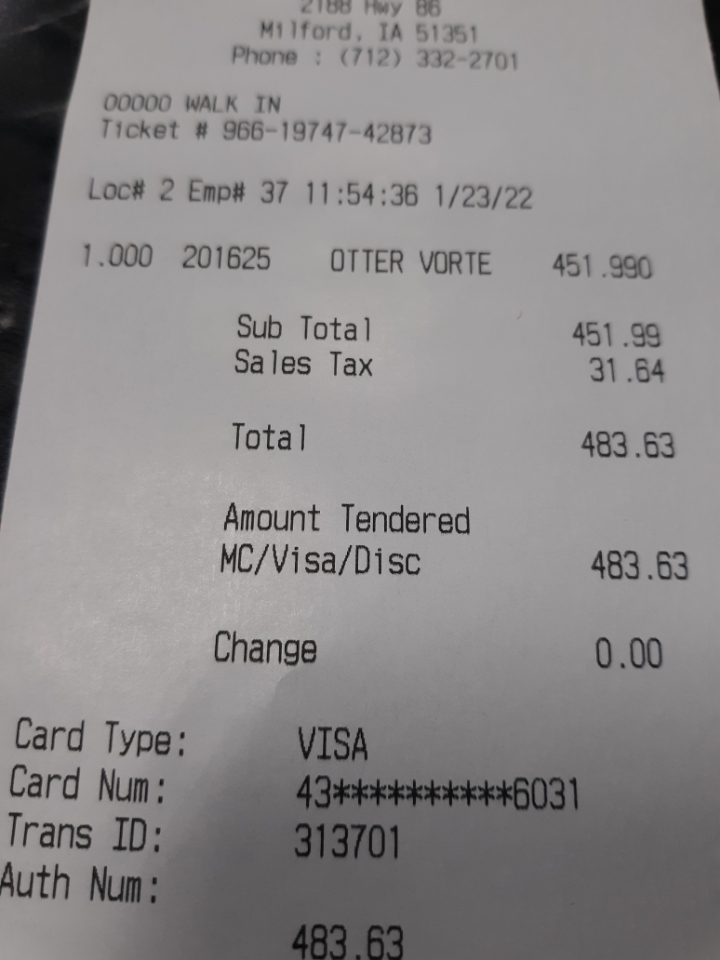 2188 Hwy 86
Milford, IA 51351
Phone : (712) 332-2701
00000 WALK IN
Ticket # 966-19747-42873
Loc# 2 Emp# 37 11:54:36 1/23/22
1.000 201625 OTTER VORTE 451.990
Sub Total 451.99
Sales Tax 31.64
Total 483.63
Amount Tendered
MC/Visa/Disc 483.63
Change 0.00
Card Type: VISA
Card Num: 43**********6031
Trans ID: 313701
Auth Num:
483.63